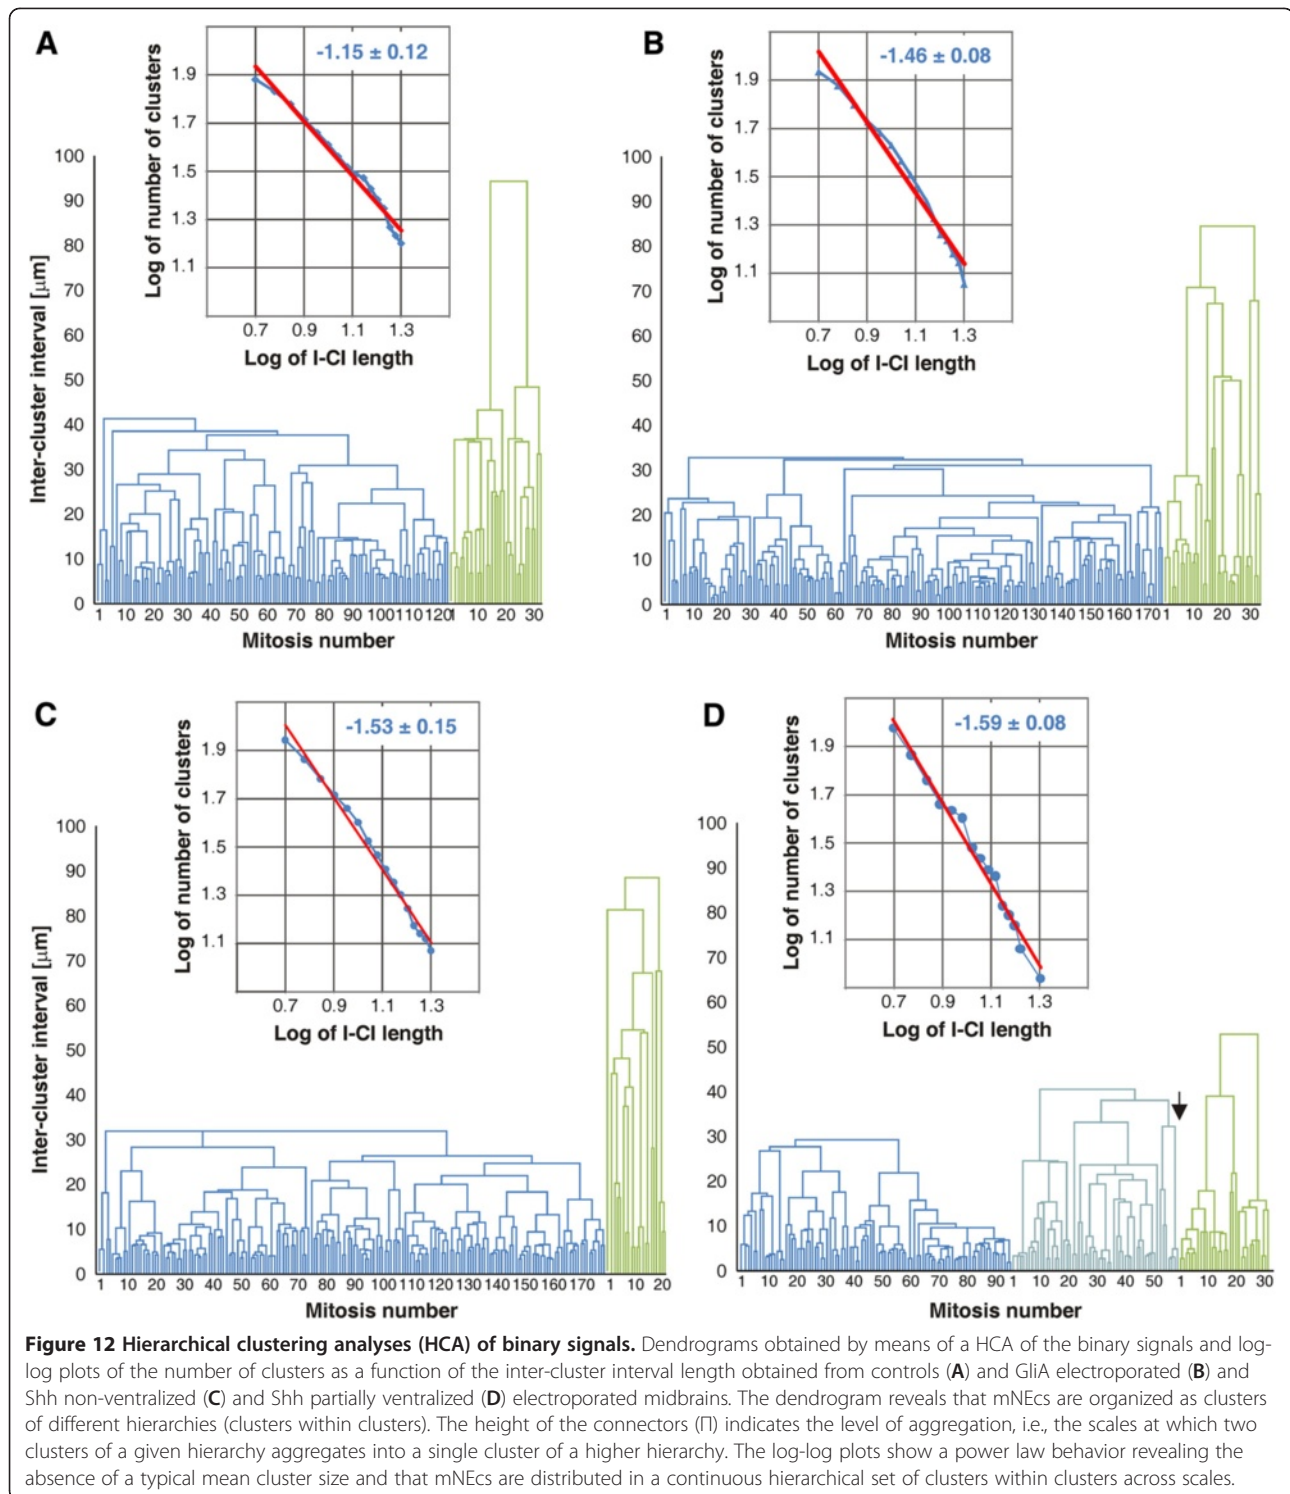 A
-1.15 ± 0.12
Log of number of clusters
1.9
1.7
1.5
1.3
1.1
0.7 0.9 1.1 1.3
Log of I-CI length
Inter-cluster interval [μm]
100
90
80
70
60
50
40
30
20
10
0
1 10 20 30 40 50 60 70 80 90 100 110 120 1 10 20 30
Mitosis number
B
-1.46 ± 0.08
Log of number of clusters
1.9
1.7
1.5
1.3
1.1
0.7 0.9 1.1 1.3
Log of I-CI length
100
90
80
70
60
50
40
30
20
10
0
1 10 20 30 40 50 60 70 80 90 100 110 120 130 140 150 160 170 1 10 20 30
Mitosis number
C
-1.53 ± 0.15
Log of number of clusters
1.9
1.7
1.5
1.3
1.1
0.7 0.9 1.1 1.3
Log of I-CI length
Inter-cluster interval [μm]
100
90
80
70
60
50
40
30
20
10
0
1 10 20 30 40 50 60 70 80 90 100 110 120 130 140 150 160 170 1 10 20
Mitosis number
D
-1.59 ± 0.08
Log of number of clusters
1.9
1.7
1.5
1.3
1.1
0.7 0.9 1.1 1.3
Log of I-CI length
100
90
80
70
60
50
40
30
20
10
0
1 10 20 30 40 50 60 70 80 90 1 10 20 30 40 50 1 10 20 30
Mitosis number
Figure 12 Hierarchical clustering analyses (HCA) of binary signals. Dendrograms obtained by means of a HCA of the binary signals and log-
log plots of the number of clusters as a function of the inter-cluster interval length obtained from controls (A) and GliA electroporated (B) and
Shh non-ventralized (C) and Shh partially ventralized (D) electroporated midbrains. The dendrogram reveals that mNEcs are organized as clusters
of different hierarchies (clusters within clusters). The height of the connectors (Π) indicates the level of aggregation, i.e., the scales at which two
clusters of a given hierarchy aggregates into a single cluster of a higher hierarchy. The log-log plots show a power law behavior revealing the
absence of a typical mean cluster size and that mNEcs are distributed in a continuous hierarchical set of clusters within clusters across scales.